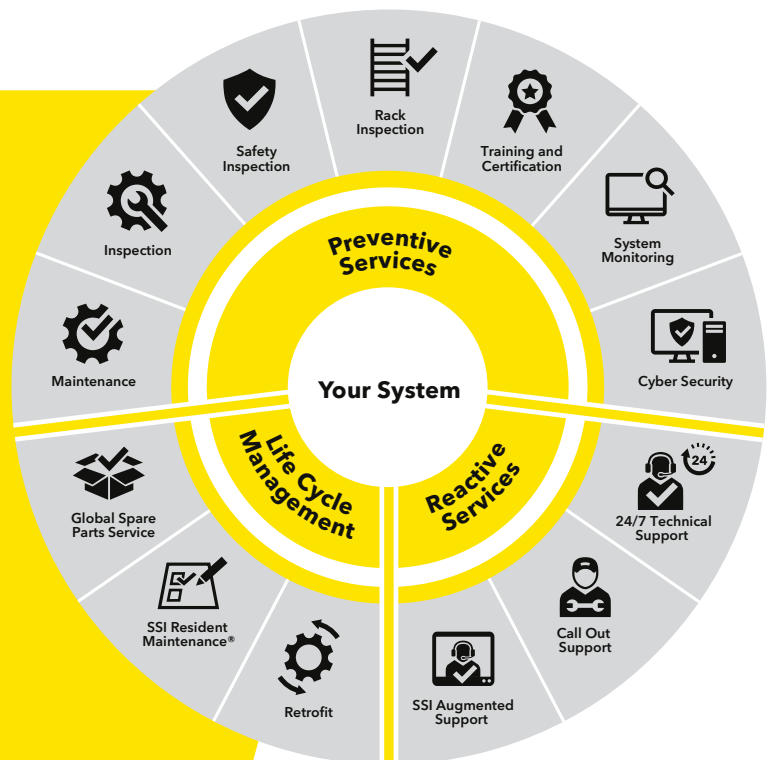 Rack
Inspection
Safety
Inspection
Training and
Certification
Inspection
System
Monitoring
Maintenance
Cyber Security
Preventive
Services
Your System
Life Cycle
Management
Reactive
Services
Global Spare
Parts Service
24
24/7 Technical
Support
SSI Resident
Maintenance®
Call Out
Support
Retrofit
SSI Augmented
Support